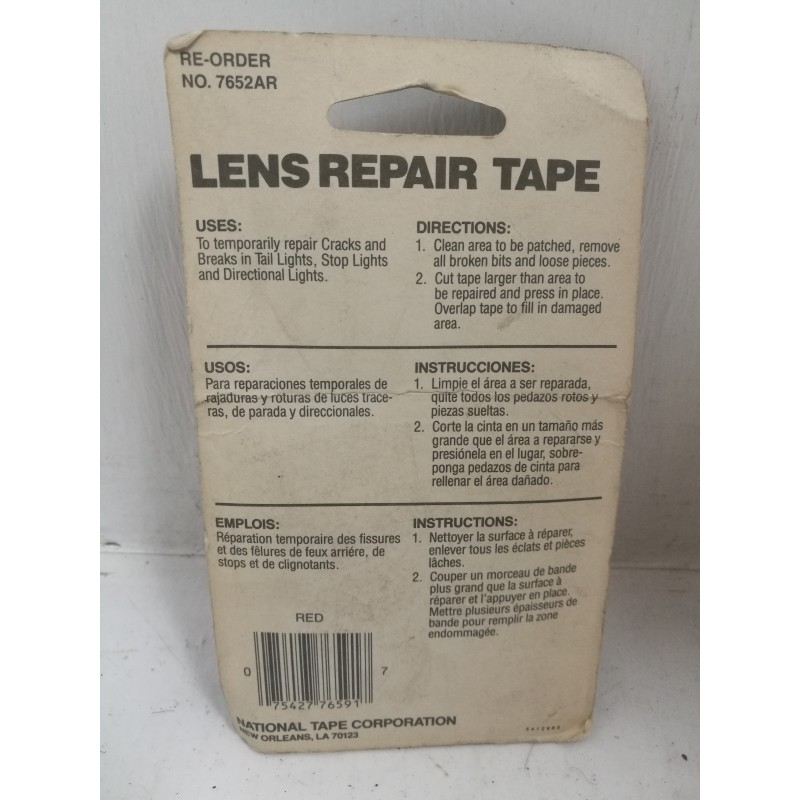 RE-ORDER
NO. 7652AR
LENS REPAIR TAPE
USES:
To temporarily repair Cracks and
Breaks in Tail Lights, Stop Lights
and Directional Lights.
DIRECTIONS:
1. Clean area to be patched, remove
all broken bits and loose pieces.
2. Cut tape larger than area to
be repaired and press in place.
Overlap tape to fill in damaged
area.
USOS:
Para reparaciones temporales de
rajaduras y roturas de luces trace-
ras, de parada y direccionales.
INSTRUCCIONES:
1. Limpie el área a ser reparada,
quite todos los pedazos rotos y
piezas sueltas.
2. Corte la cinta en un tamaño más
grande que el área a repararse y
presiónela en el lugar, sobre-
ponga pedazos de cinta para
rellenar el área dañado.
EMPLOIS:
Réparation temporaire des fissures
et des fêlures de feux arriére, de
stops et de clignotants.
INSTRUCTIONS:
1. Nettoyer la surface à réparer,
enlever tous les éclats et pièces
lâches.
2. Couper un morceau de bande
plus grand que la surface à
réparer et l'appuyer en place.
Mettre plusieurs épaisseurs de
bande pour remplir la zone
endommagée.
RED
0 75427 76591 7
NATIONAL TAPE CORPORATION
NEW ORLEANS, LA 70123